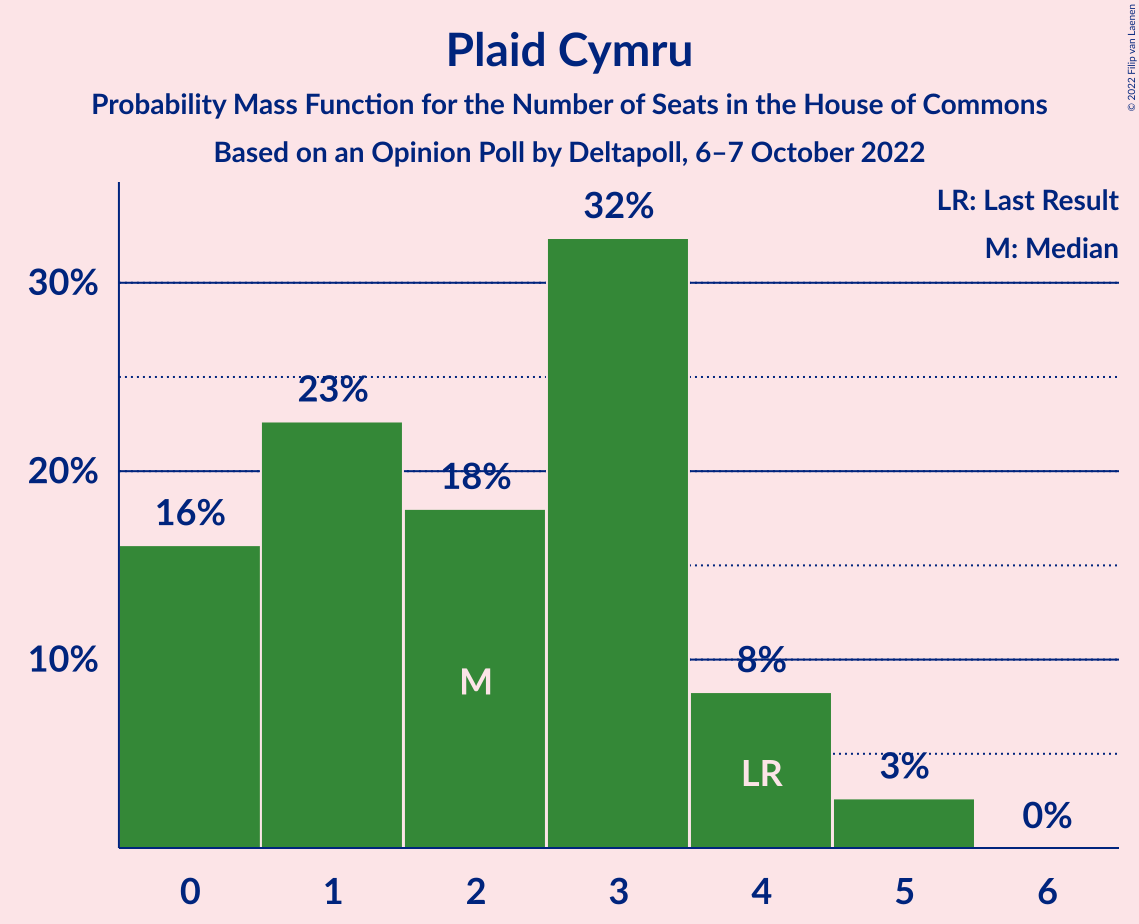 Plaid Cymru
Probability Mass Function for the Number of Seats in the House of Commons
Based on an Opinion Poll by Deltapoll, 6–7 October 2022
© 2022 Filip van Laenen
LR: Last Result
M: Median
32%
30%
23%
20%
18%
16%
10%
8%
M
LR
3%
0%
0 1 2 3 4 5 6